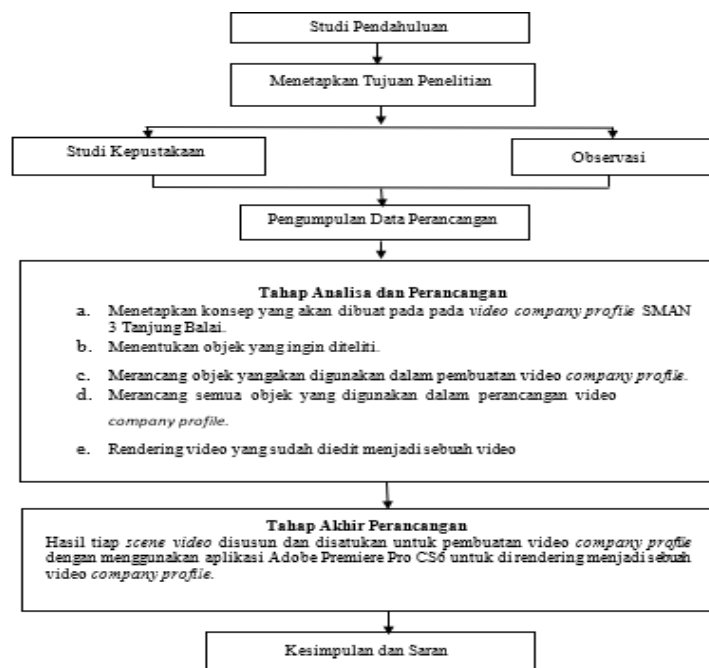 Studi Pendahuluan
Menetapkan Tujuan Penelitian
Studi Kepustakaan
Observasi
Pengumpulan Data Perancangan
Tahap Analisa dan Perancangan
a. Menetapkan konsep yang akan dibuat pada pada video company profile SMAN
3 Tanjung Balai.
b. Menentukan objek yang ingin diteliti.
c. Merancang objek yangakan digunakan dalam pembuatan video company profile.
d. Merancang semua objek yang digunakan dalam perancangan video
company profile.
e. Rendering video yang sudah diedit menjadi sebuah video
Tahap Akhir Perancangan
Hasil tiap scene video disusun dan disatukan untuk pembuatan video company profile
dengan menggunakan aplikasi Adobe Premiere Pro CS6 untuk di rendering menjadi sebuah
video company profile.
Kesimpulan dan Saran